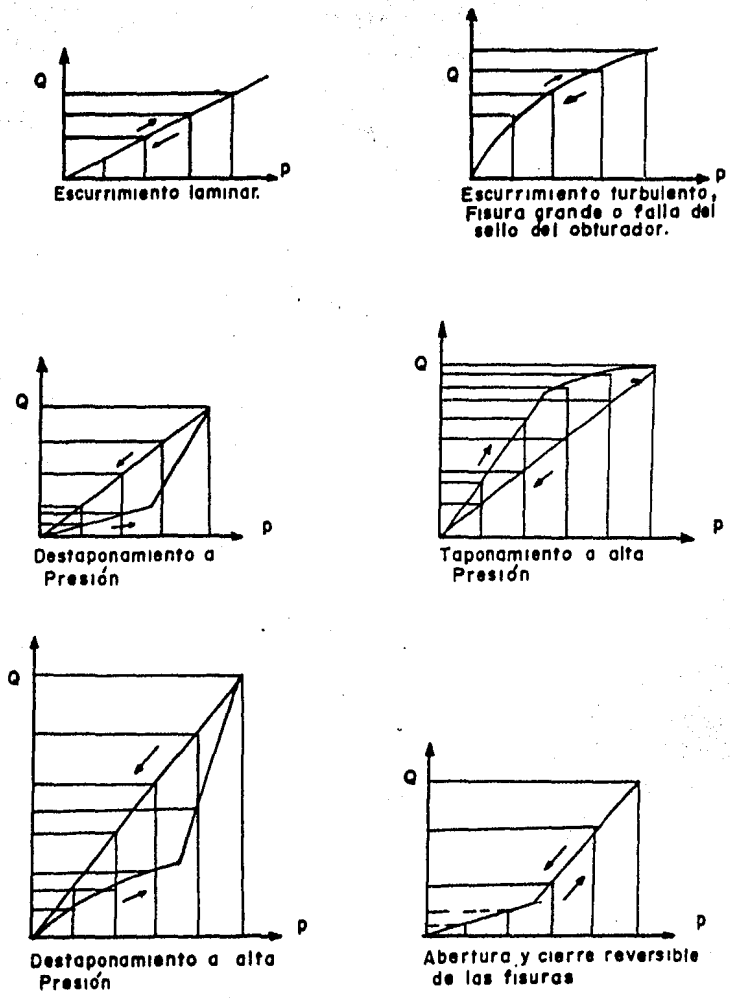 Q
p
Escurrimiento laminar.
Q
p
Escurrimiento turbulento,
Fisura grande o falla del
sello del obturador.
Q
p
Destaponamiento a
Presión
Q
p
Taponamiento a alta
Presión
Q
p
Destaponamiento a alta
Presión
Q
p
Abertura y cierre reversible
de las fisuras